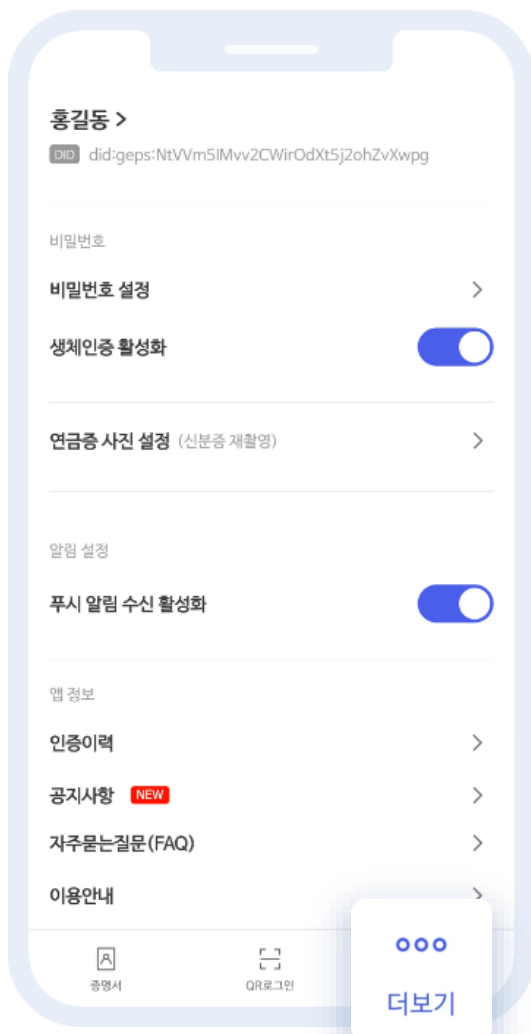 홍길동 >
DID did:geps:NtVVm5IMvv2CWirOdXt5j2ohZvXwpg
비밀번호
비밀번호 설정
생체인증 활성화
연금증 사진 설정 (신분증 재촬영)
알림 설정
푸시 알림 수신 활성화
앱 정보
인증이력
공지사항 NEW
자주묻는질문(FAQ)
이용안내
증명서
QR로그인
더보기